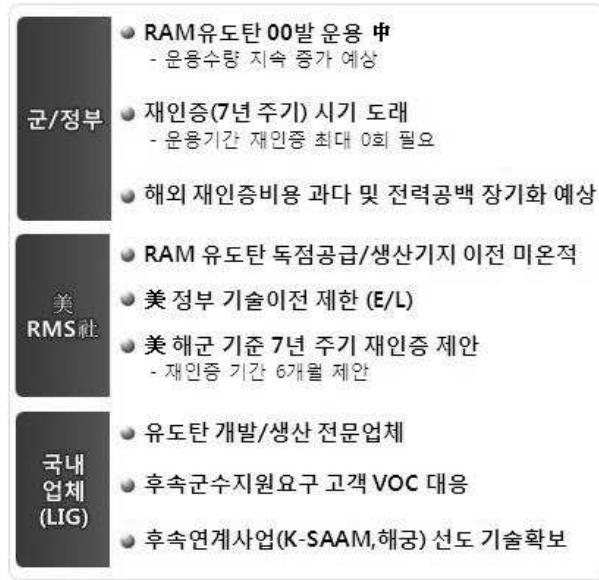 군/정부
RAM유도탄 00발 운용 中
- 운용수량 지속 증가 예상
재인증(7년 주기) 시기 도래
- 운용기간 재인증 최대 0회 필요
해외 재인증비용 과다 및 전력공백 장기화 예상
美
RMS社
RAM 유도탄 독점공급/생산기지 이전 미온적
美 정부 기술이전 제한 (E/L)
美 해군 기준 7년 주기 재인증 제안
- 재인증 기간 6개월 제안
국내
업체
(LIG)
유도탄 개발/생산 전문업체
후속군수지원요구 고객 VOC 대응
후속연계사업(K-SAAM,해궁) 선도 기술확보